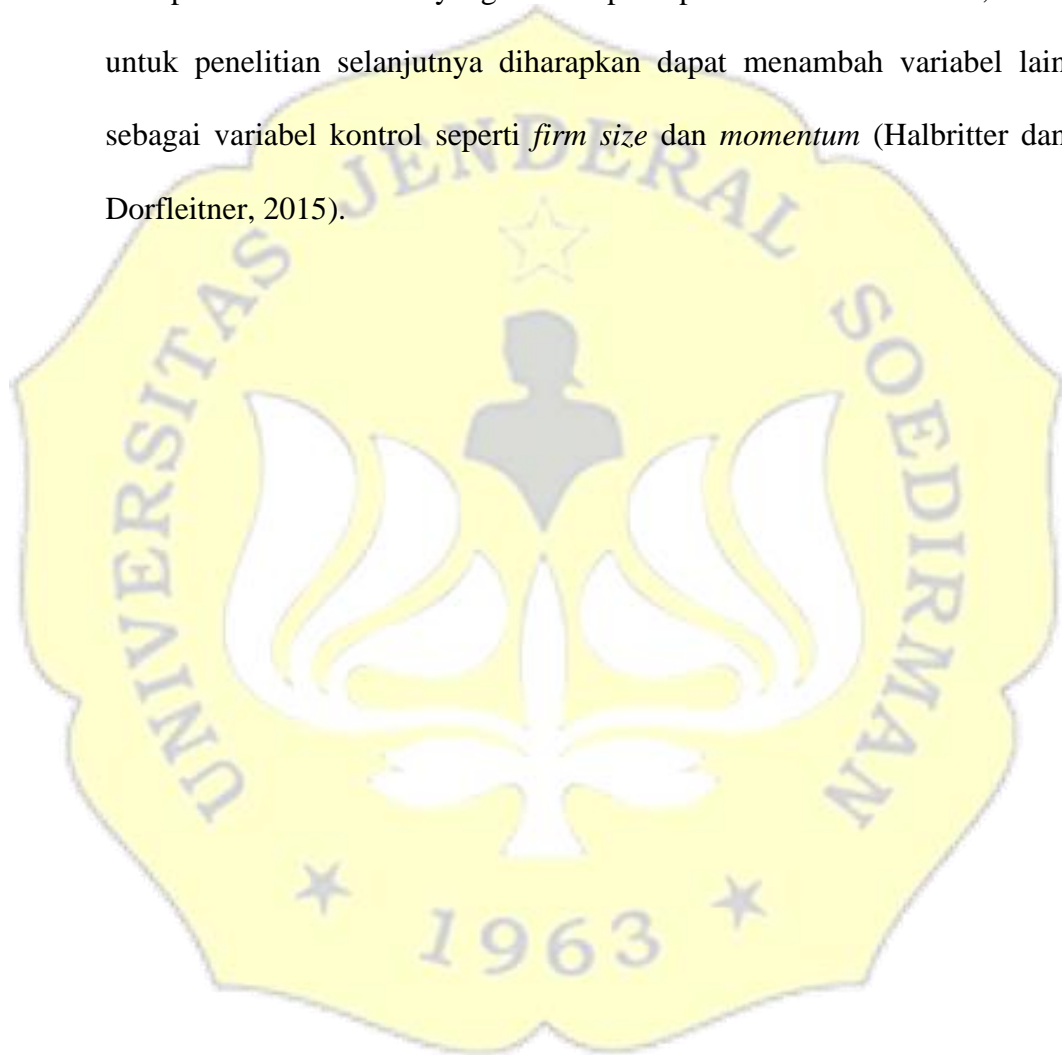 untuk penelitian selanjutnya diharapkan dapat menambah variabel lain
sebagai variabel kontrol seperti firm size dan momentum (Halbritter dan
Dorfleitner, 2015).
UNIVERSITAS JENDERAL SOEDIRMAN
1963